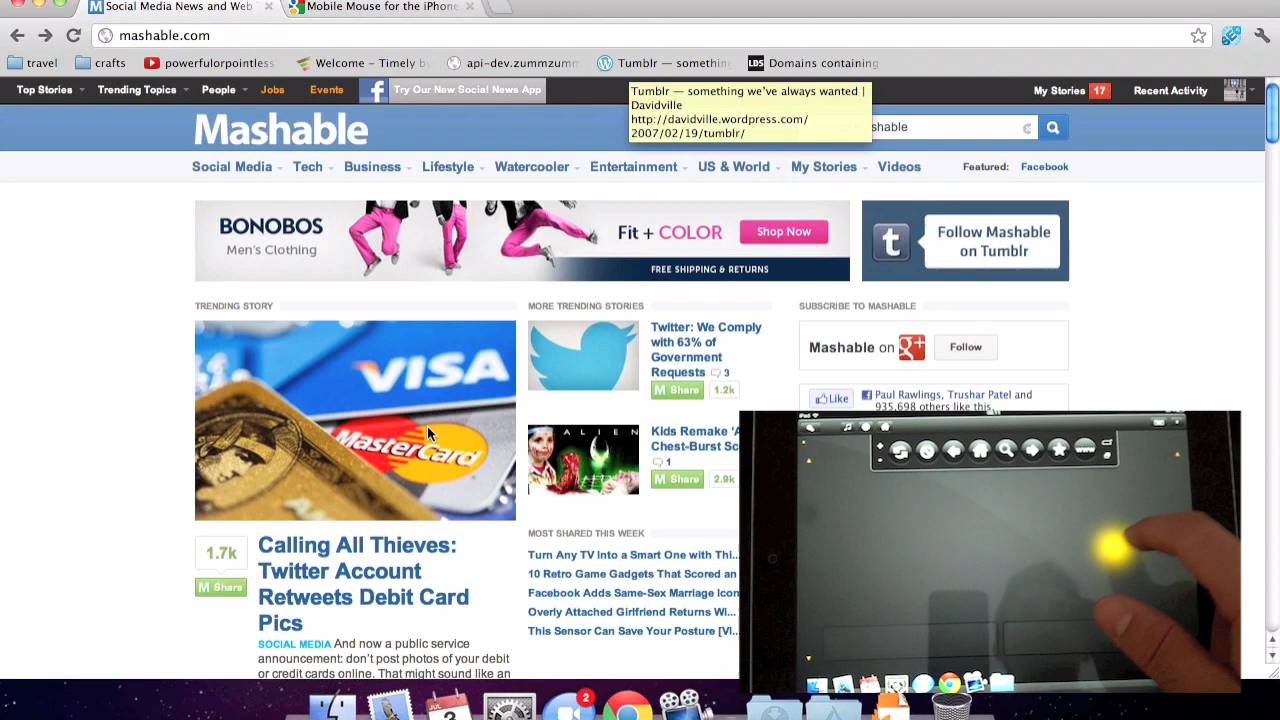 Social Media News and Web
Mobile Mouse for the iPhone
mashable.com
travel
crafts
powerfulorpointless
Welcome – Timely b
api-dev.zummzumm
Tumblr — something
LDS
Domains containing
Top Stories
Trending Topics
People
Jobs
Events
Try Our New Social News App
My Stories 17
Recent Activity
Tumblr — something we've always wanted |
Davidville
http://davidville.wordpress.com/
2007/02/19/tumblr/
Mashable
shable
Social Media
Tech
Business
Lifestyle
Watercooler
Entertainment
US & World
My Stories
Videos
Featured:
Facebook
BONOBOS
Men's Clothing
Fit + COLOR
Shop Now
FREE SHIPPING & RETURNS
Follow Mashable
on Tumblr
TRENDING STORY
VISA
MasterCard
1.7k
M Share
Calling All Thieves:
Twitter Account
Retweets Debit Card
Pics
SOCIAL MEDIA And now a public service
announcement: don't post photos of your debit
or credit cards online. That might sound like an
MORE TRENDING STORIES
Twitter: We Comply
with 63% of
Government
Requests 3
M Share 1.2k
ALIEN
Kids Remake 'A
Chest-Burst Sc
1
M Share 2.9k
MOST SHARED THIS WEEK
Turn Any TV Into a Smart One with Thi...
10 Retro Game Gadgets That Scored an
Facebook Adds Same-Sex Marriage Icon
Overly Attached Girlfriend Returns Wi...
This Sensor Can Save Your Posture [Vi...
SUBSCRIBE TO MASHABLE
Mashable on g+ Follow
Like
Paul Rawlings, Trushar Patel and
935,698 others like this.
iPad
www
2